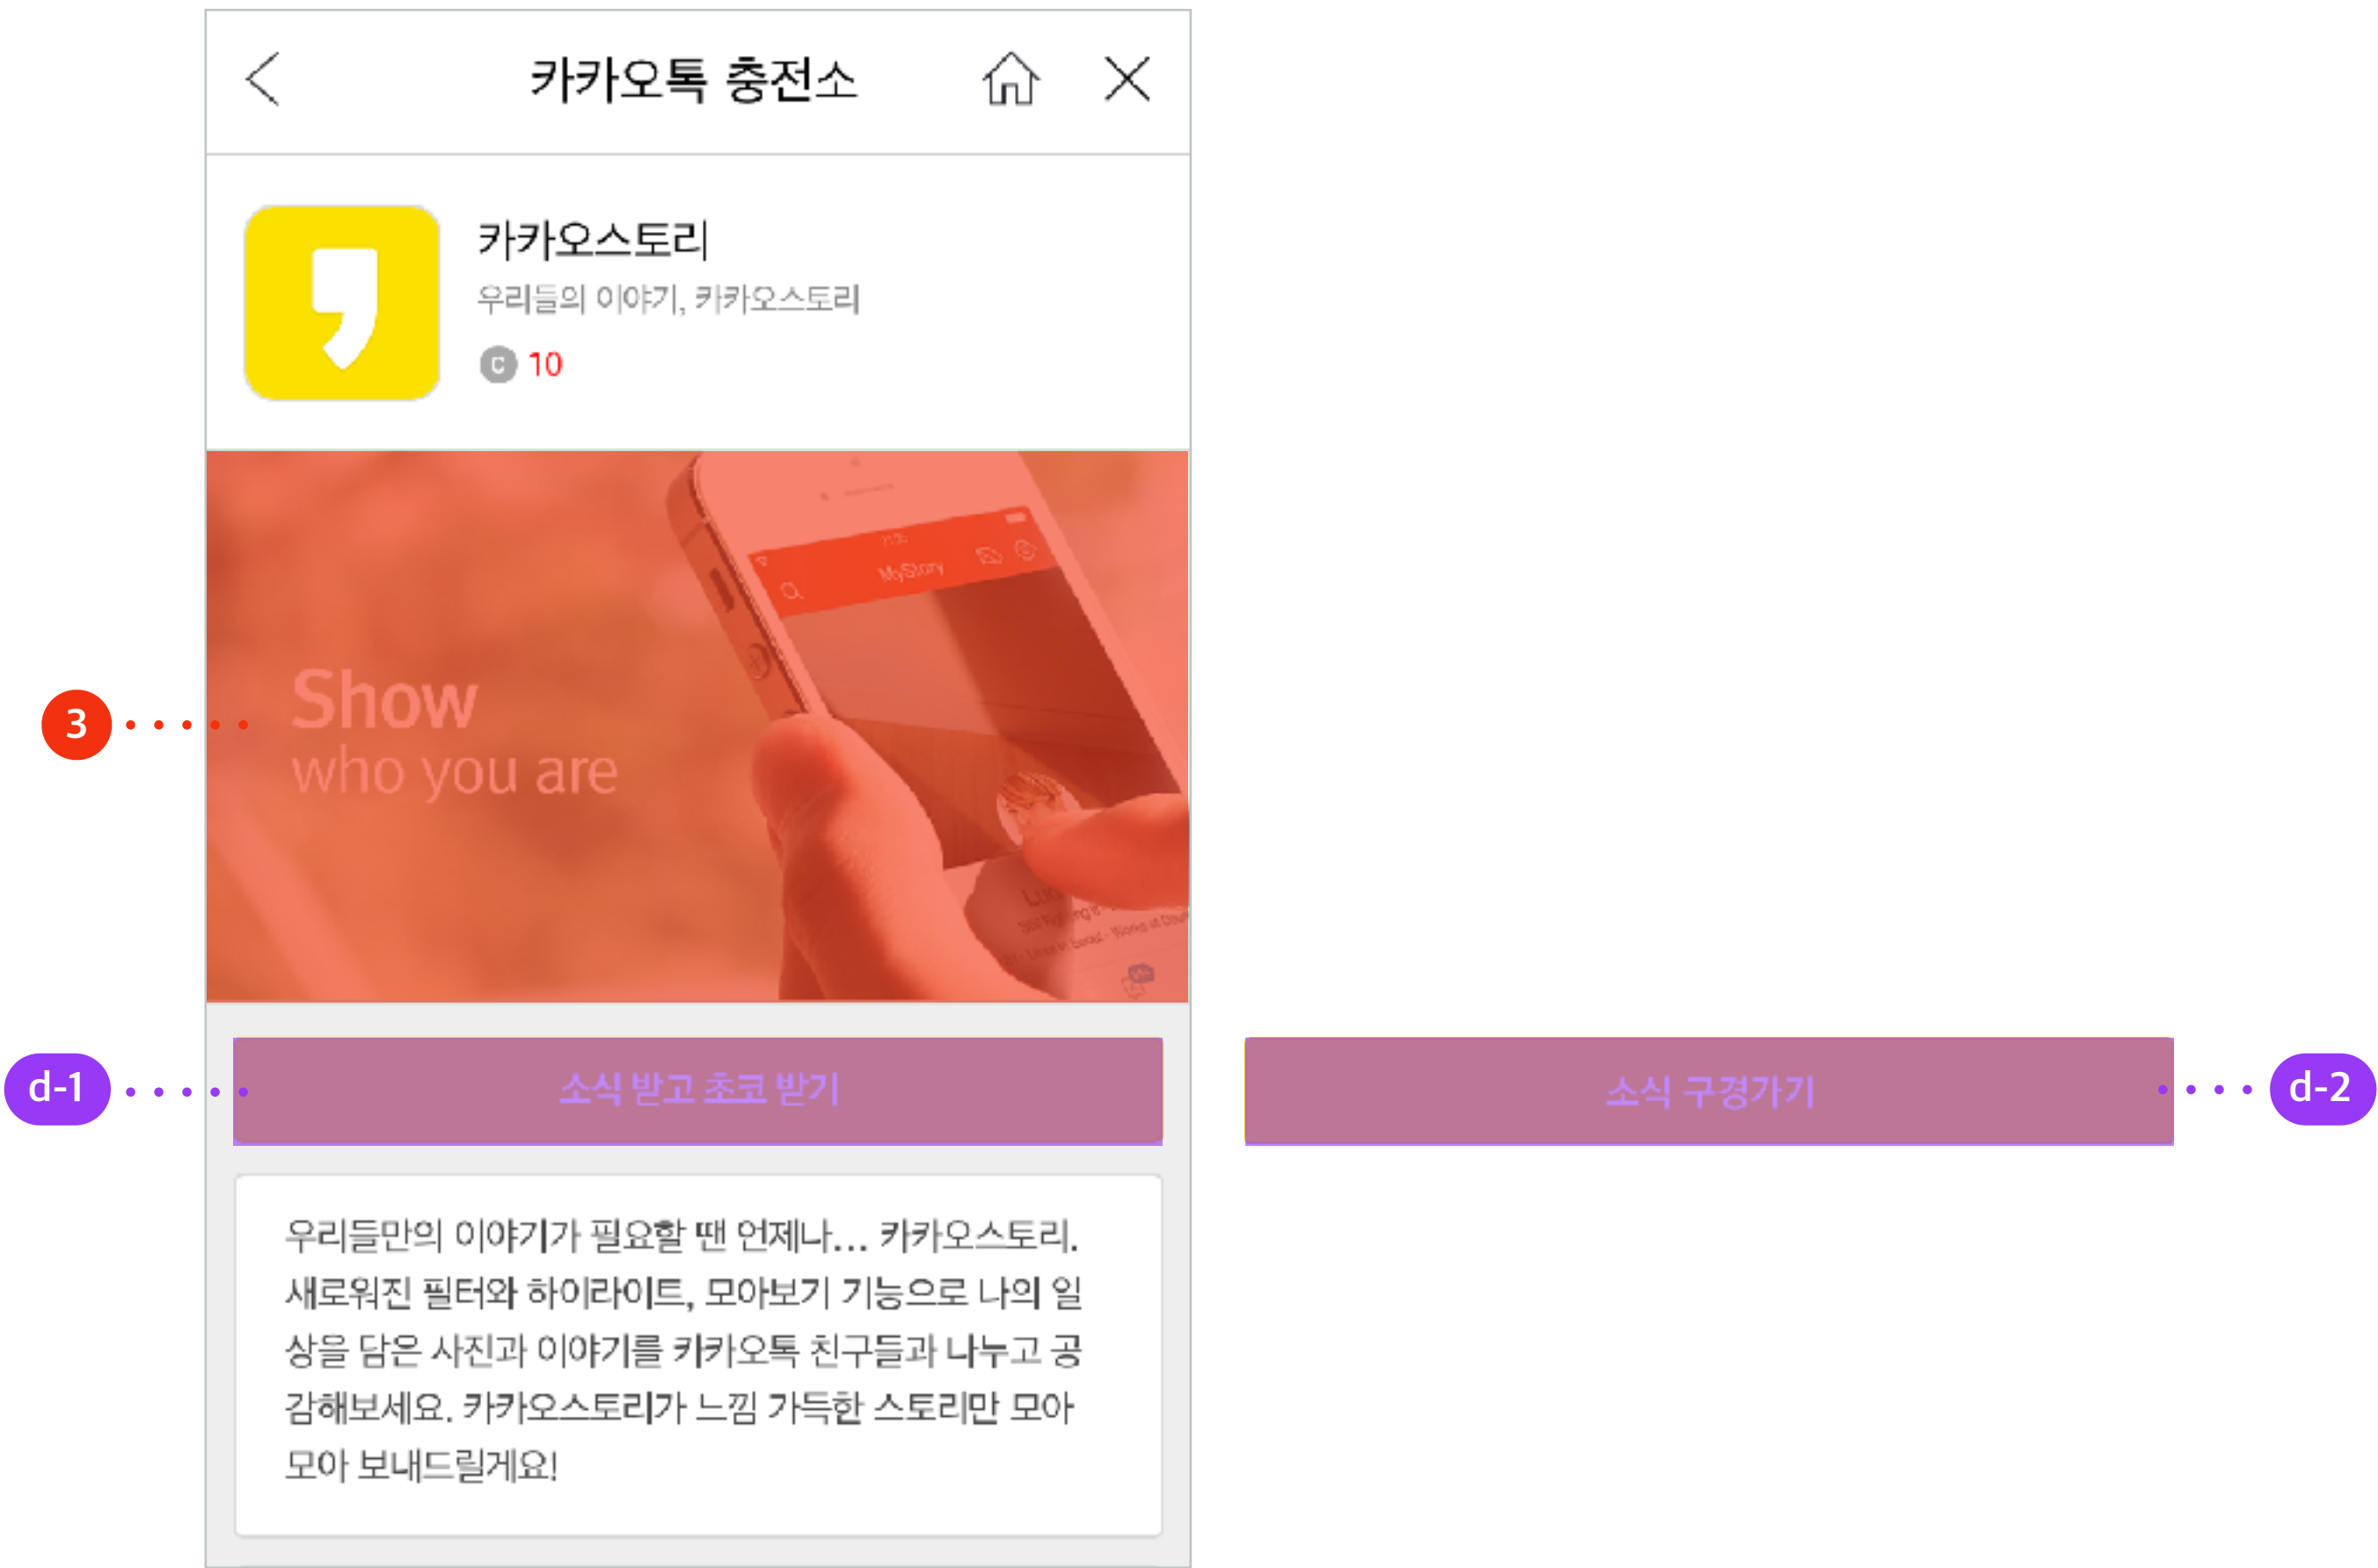 카카오톡 충전소
카카오스토리
우리들의 이야기, 카카오스토리
C 10
MyStory
3
Show
who you are
d-1
소식 받고 초코 받기
소식 구경가기
d-2
우리들만의 이야기가 필요할 땐 언제나... 카카오스토리.
새로워진 필터와 하이라이트, 모아보기 기능으로 나의 일
상을 담은 사진과 이야기를 카카오톡 친구들과 나누고 공
감해보세요. 카카오스토리가 느낌 가득한 스토리만 모아
모아 보내드릴게요!